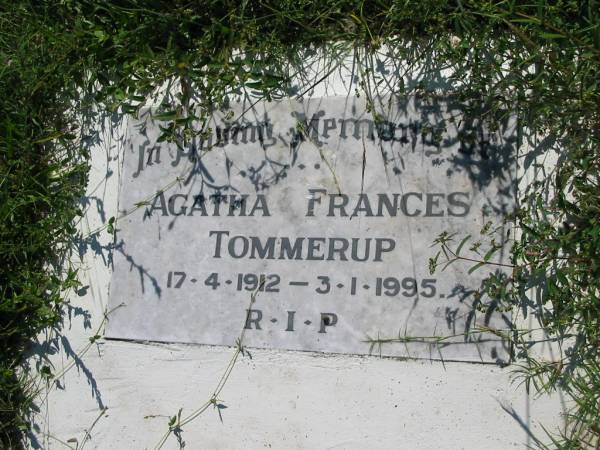 In Loving Memory of
AGATHA FRANCES
TOMMERUP
17·4·1912 — 3·1·1995.
R·I·P